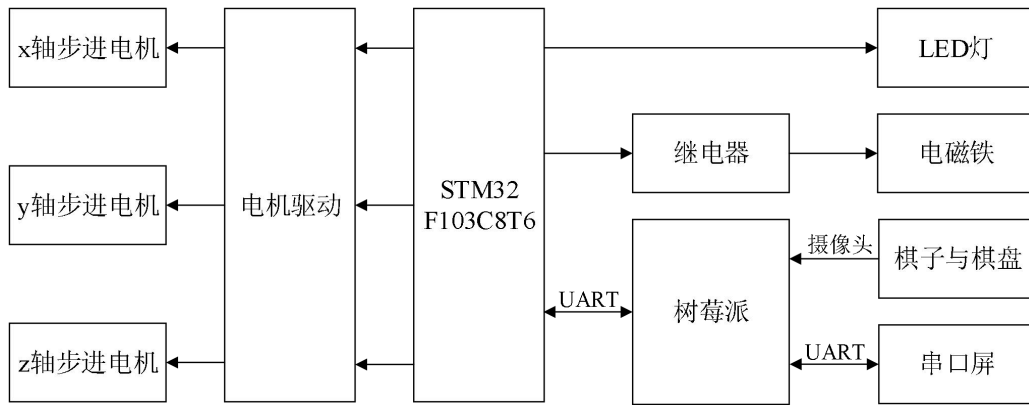 x轴步进电机
y轴步进电机
z轴步进电机
电机驱动
STM32
F103C8T6
LED灯
继电器
电磁铁
UART
树莓派
摄像头
棋子与棋盘
UART
串口屏